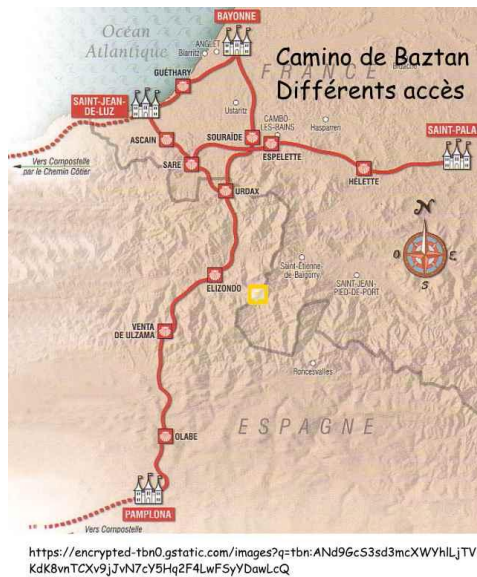 BAYONNE
Océan
Atlantique
ANGLET
Biarritz
Camino de Baztan
Différents accès
FRANCE
GUÉTHARY
SAINT-JEAN-
DE-LUZ
Ustaritz
CAMBO
LES-BAINS
Hasparren
SOURAÏDE
ASCAIN
SAINT-PALA
ESPELETTE
SARE
HÉLETTE
Vers Compostelle
par le Chemin Côtier
URDAX
N
O
E
S
Saint-Étienne
de-Baïgorry
ELIZONDO
SAINT-JEAN-
PIED-DE-PORT
VENTA
DE ULZAMA
Roncesvalles
ESPAGNE
OLABE
PAMPLONA
Vers Compostelle
https://encrypted-tbn0.gstatic.com/images?q=tbn:ANd9GcS3sd3mcXWYhlLjTV
KdK8vnTCXv9jJvN7cY5Hq2F4LwFSyYDawLcQ